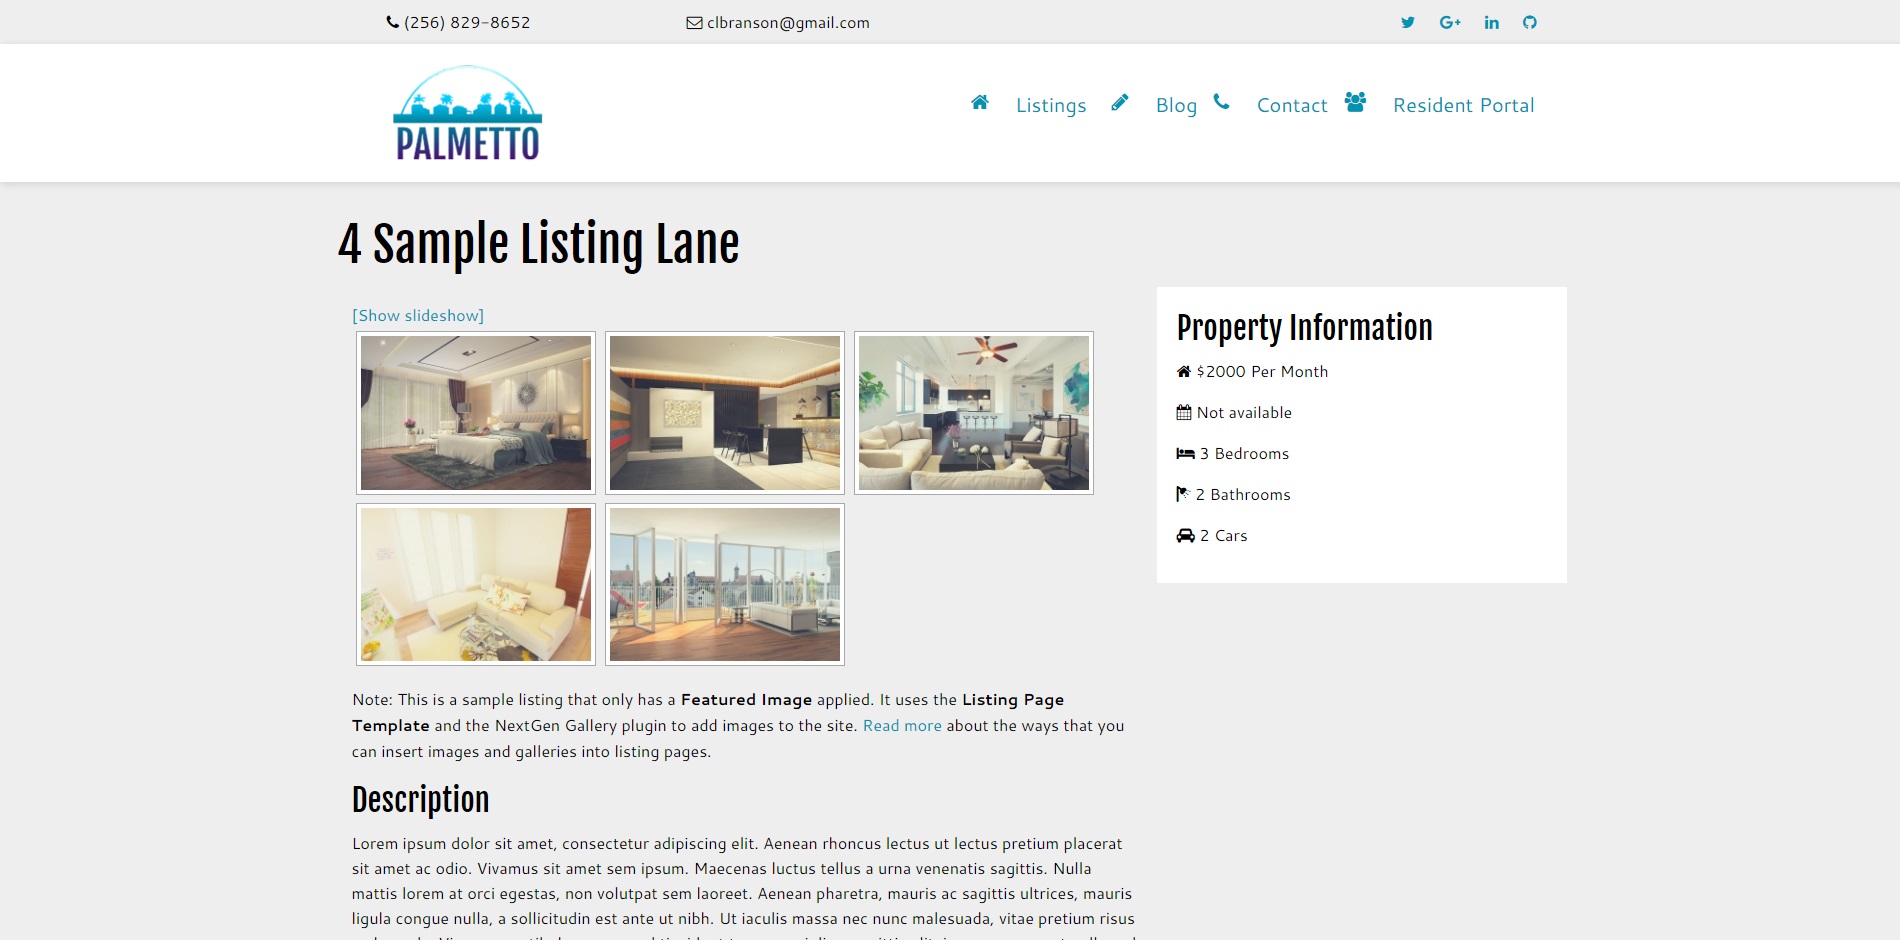 (256) 829-8652
clbranson@gmail.com
PALMETTO
Listings
Blog
Contact
Resident Portal
4 Sample Listing Lane
[Show slideshow]
Property Information
$2000 Per Month
Not available
3 Bedrooms
2 Bathrooms
2 Cars
Note: This is a sample listing that only has a Featured Image applied. It uses the Listing Page
Template and the NextGen Gallery plugin to add images to the site. Read more about the ways that you
can insert images and galleries into listing pages.
Description
Lorem ipsum dolor sit amet, consectetur adipiscing elit. Aenean rhoncus lectus ut lectus pretium placerat
sit amet ac odio. Vivamus sit amet sem ipsum. Maecenas luctus tellus a urna venenatis sagittis. Nulla
mattis lorem at orci egestas, non volutpat sem laoreet. Aenean pharetra, mauris ac sagittis ultrices, mauris
ligula congue nulla, a sollicitudin est ante ut nibh. Ut iaculis massa nec nunc malesuada, vitae pretium risus